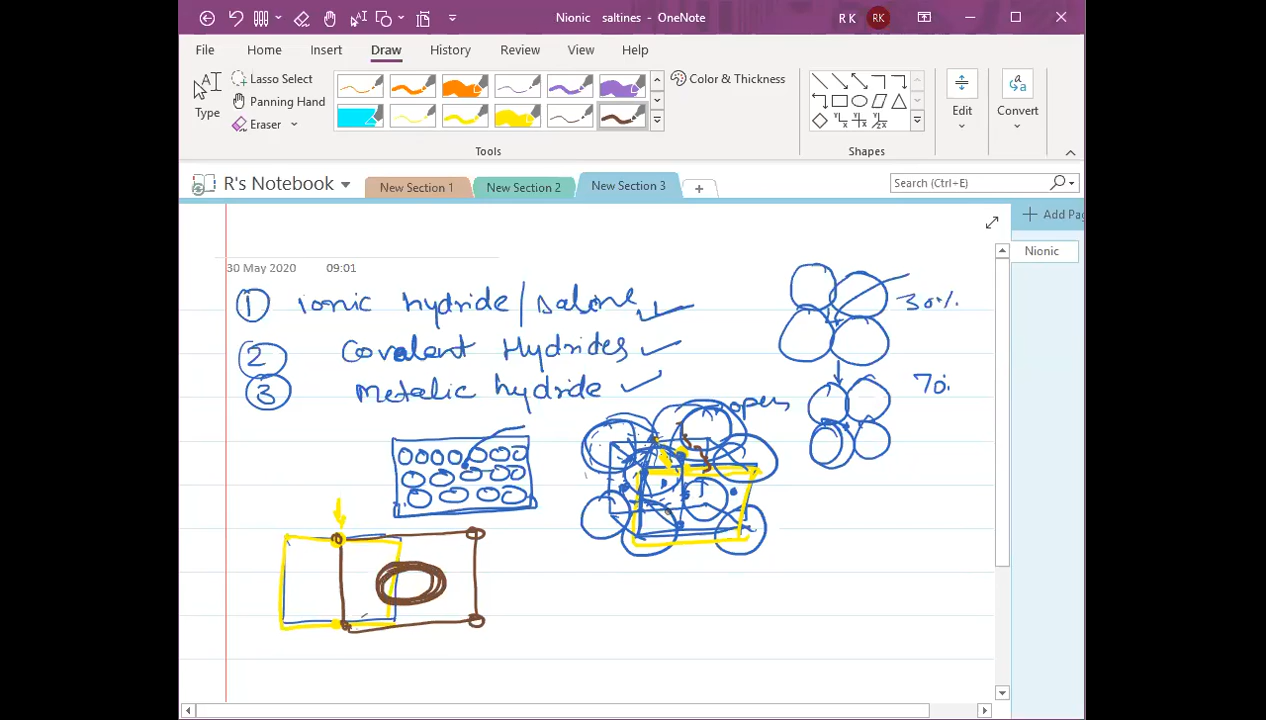 Nionic saltines - OneNote
R K
RK
File
Home
Insert
Draw
History
Review
View
Help
Type
Lasso Select
Panning Hand
Eraser
Color & Thickness
Edit
Convert
Tools
Shapes
R's Notebook
New Section 1
New Section 2
New Section 3
+
Search (Ctrl+E)
Add Pag
Nionic
30 May 2020 09:01
① ionic hydride/Saline
② Covalent Hydrides
③ Metalic hydride
30%
70%
open